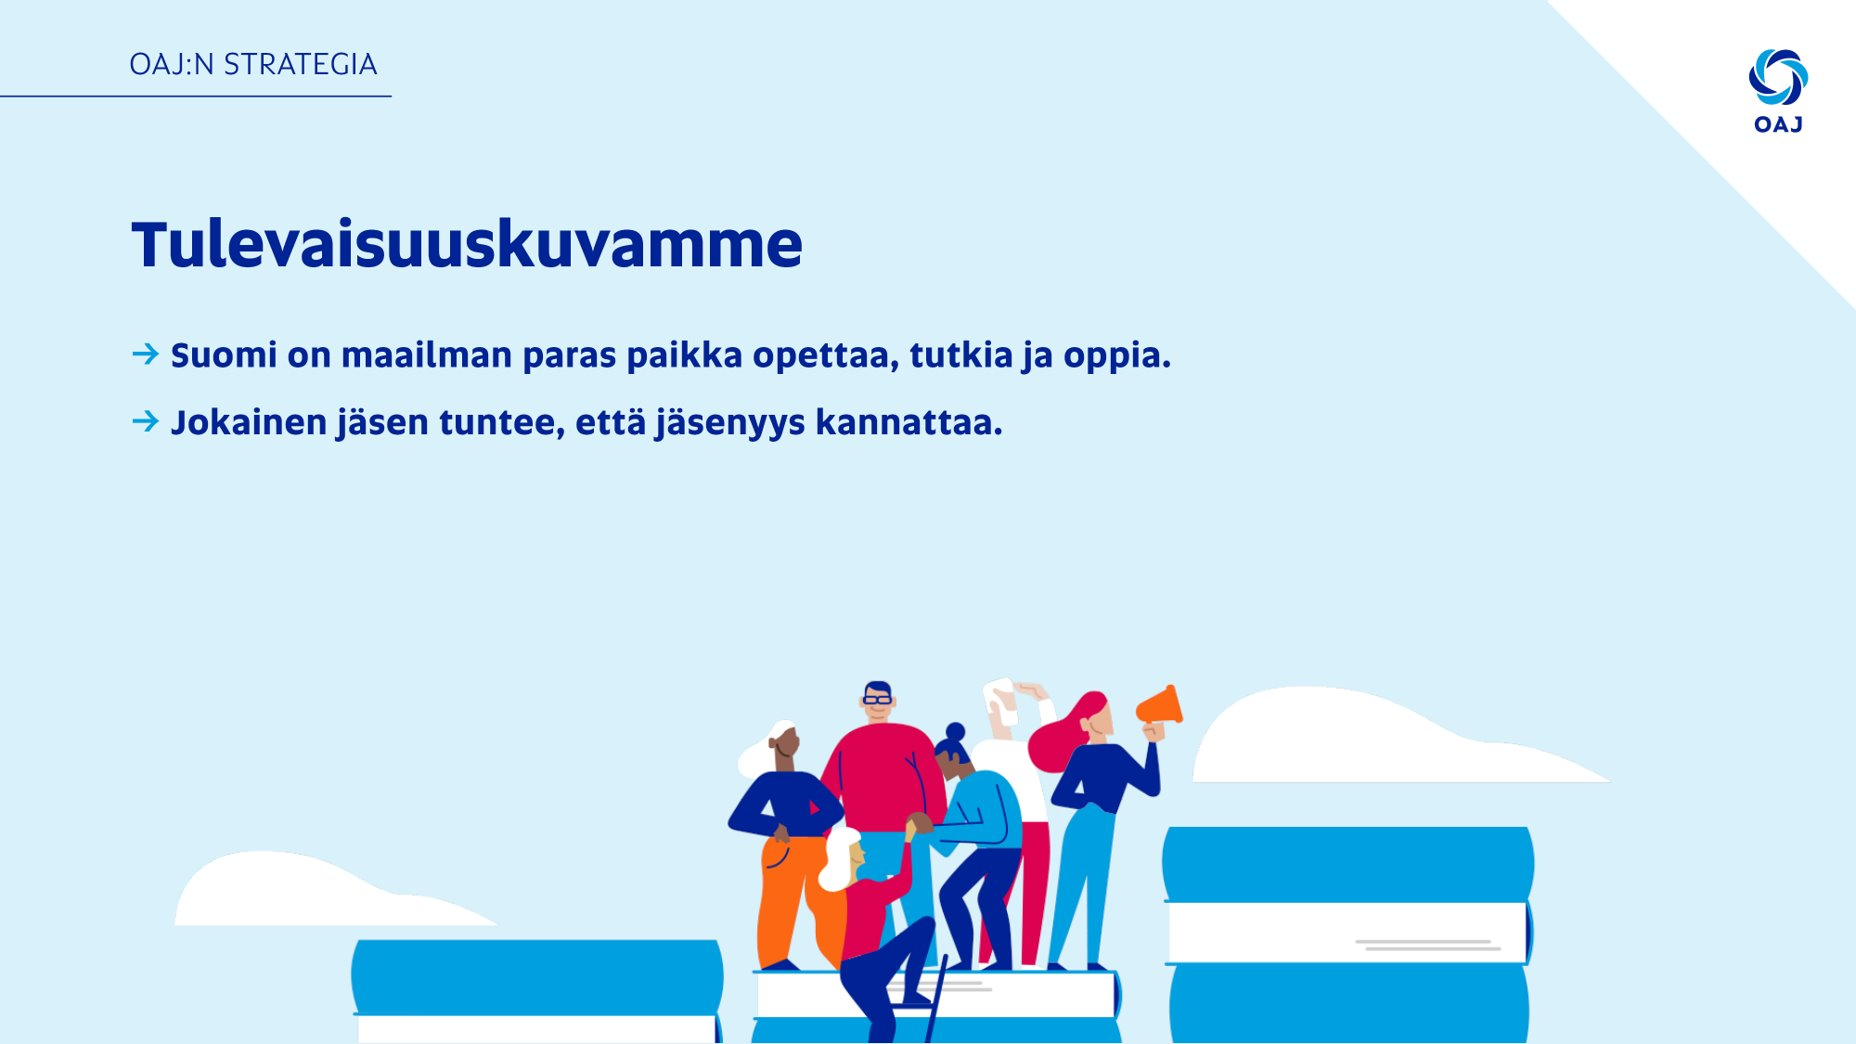 OAJ:N STRATEGIA
OAJ
Tulevaisuuskuvamme
→ Suomi on maailman paras paikka opettaa, tutkia ja oppia.
→ Jokainen jäsen tuntee, että jäsenyys kannattaa.